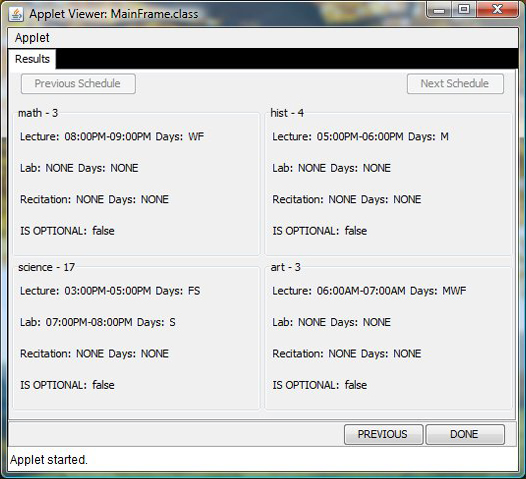 Applet Viewer: MainFrame.class
Applet
Results
Previous Schedule
Next Schedule
math - 3
Lecture: 08:00PM-09:00PM Days: WF
Lab: NONE Days: NONE
Recitation: NONE Days: NONE
IS OPTIONAL: false
hist - 4
Lecture: 05:00PM-06:00PM Days: M
Lab: NONE Days: NONE
Recitation: NONE Days: NONE
IS OPTIONAL: false
science - 17
Lecture: 03:00PM-05:00PM Days: FS
Lab: 07:00PM-08:00PM Days: S
Recitation: NONE Days: NONE
IS OPTIONAL: false
art - 3
Lecture: 06:00AM-07:00AM Days: MWF
Lab: NONE Days: NONE
Recitation: NONE Days: NONE
IS OPTIONAL: false
PREVIOUS
DONE
Applet started.